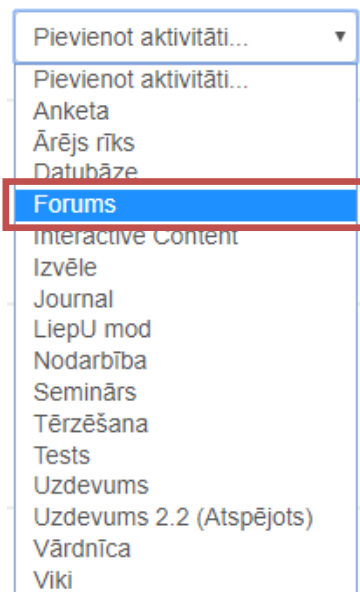 Pievienot aktivitāti...
Pievienot aktivitāti...
Anketa
Ārējs rīks
Datubāze
Forums
Interactive Content
Izvēle
Journal
LiepU mod
Nodarbība
Seminārs
Tērzēšana
Tests
Uzdevums
Uzdevums 2.2 (Atspējots)
Vārdnīca
Viki